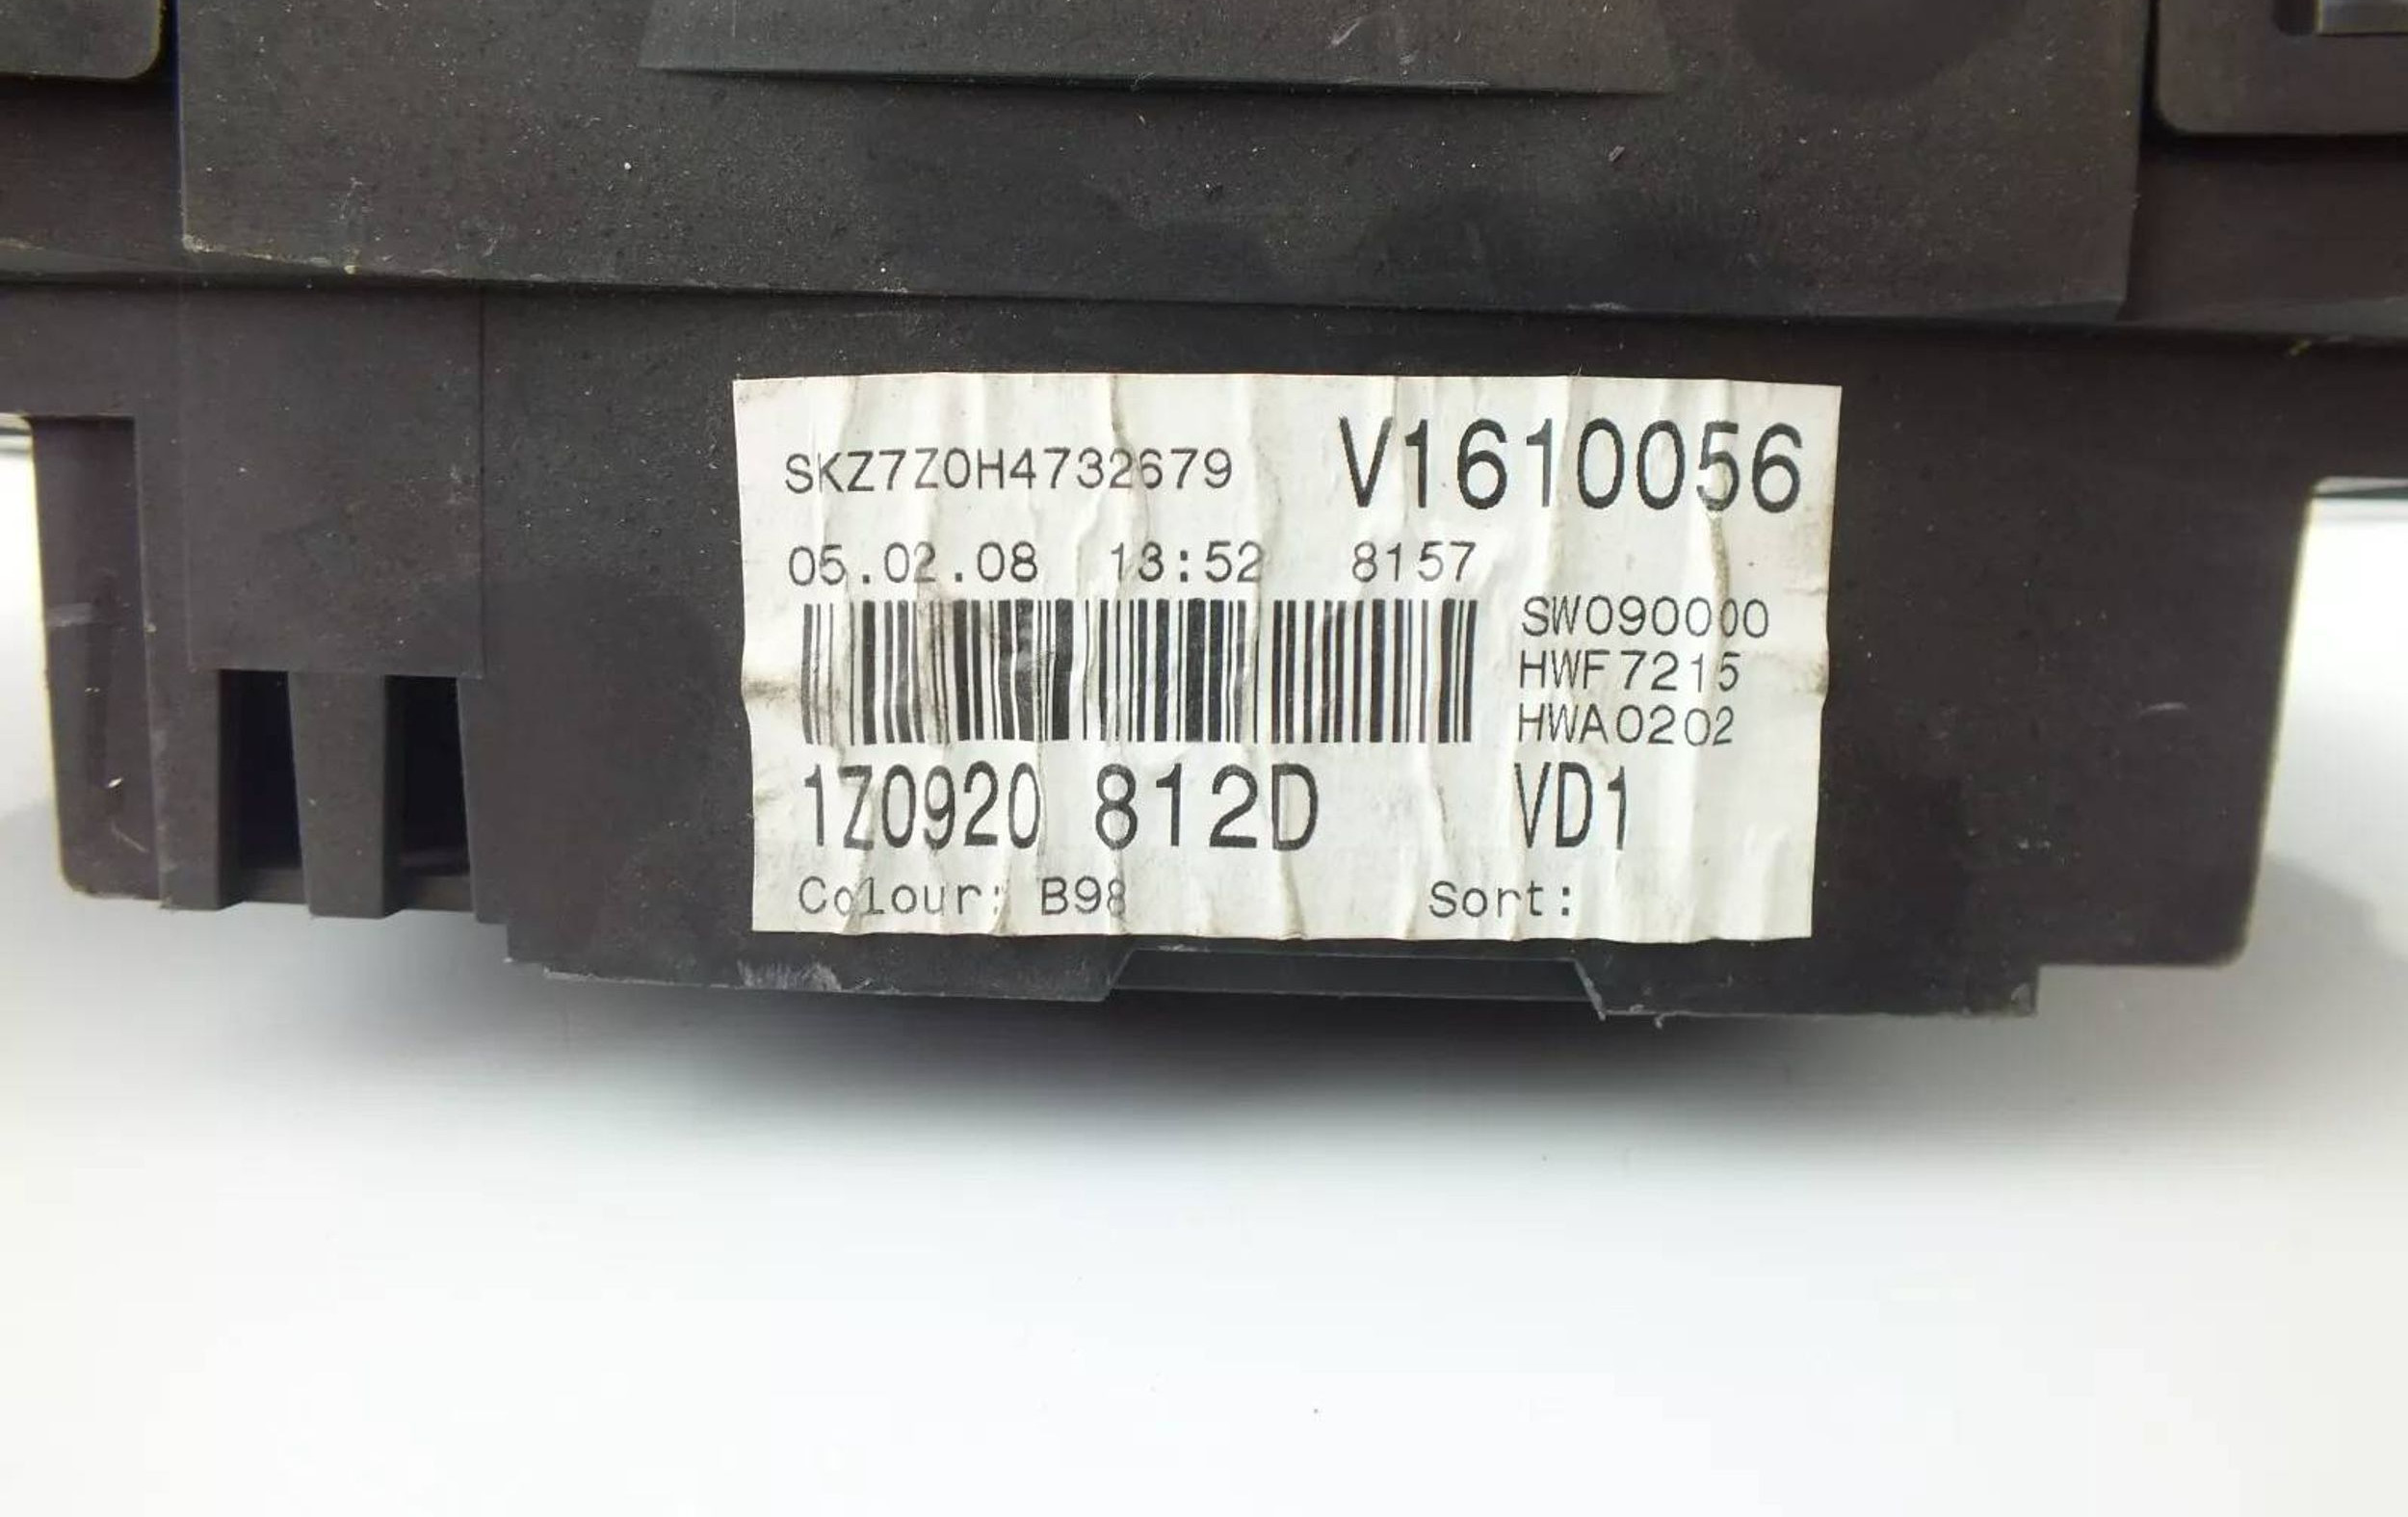 SKZ7Z0H4732679 V1610056
05.02.08 13:52 8157
SW090000
HWF7215
HWA0202
1Z0920 812D VD1
Colour: B98 Sort: